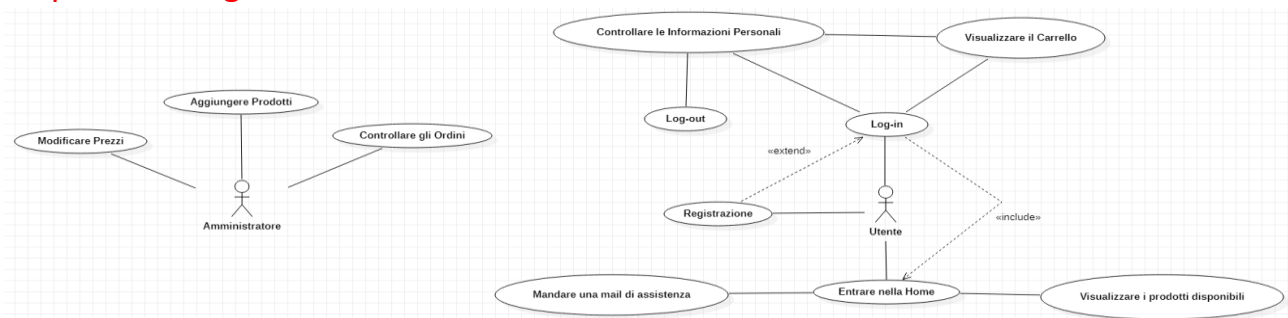 Controllare le Informazioni Personali
Visualizzare il Carrello
Aggiungere Prodotti
Log-out
Log-in
Modificare Prezzi
Controllare gli Ordini
«extend»
Registrazione
«include»
Amministratore
Utente
Mandare una mail di assistenza
Entrare nella Home
Visualizzare i prodotti disponibili